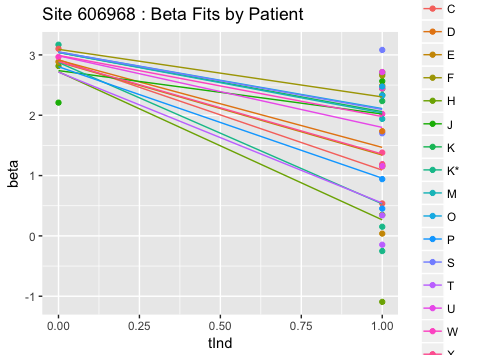 Site 606968 : Beta Fits by Patient
beta
3
2
1
0
-1
0.00 0.25 0.50 0.75 1.00
tInd
C
D
E
F
H
J
K
K*
M
O
P
S
T
U
W